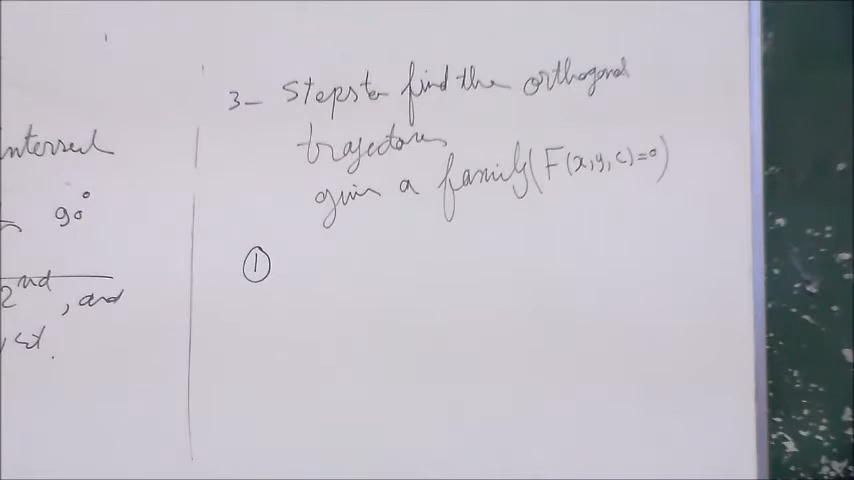 intersect
90°
2nd, and
3- Steps to find the orthogonal
trajectories
given a family (F(x,y,c)=0)
①